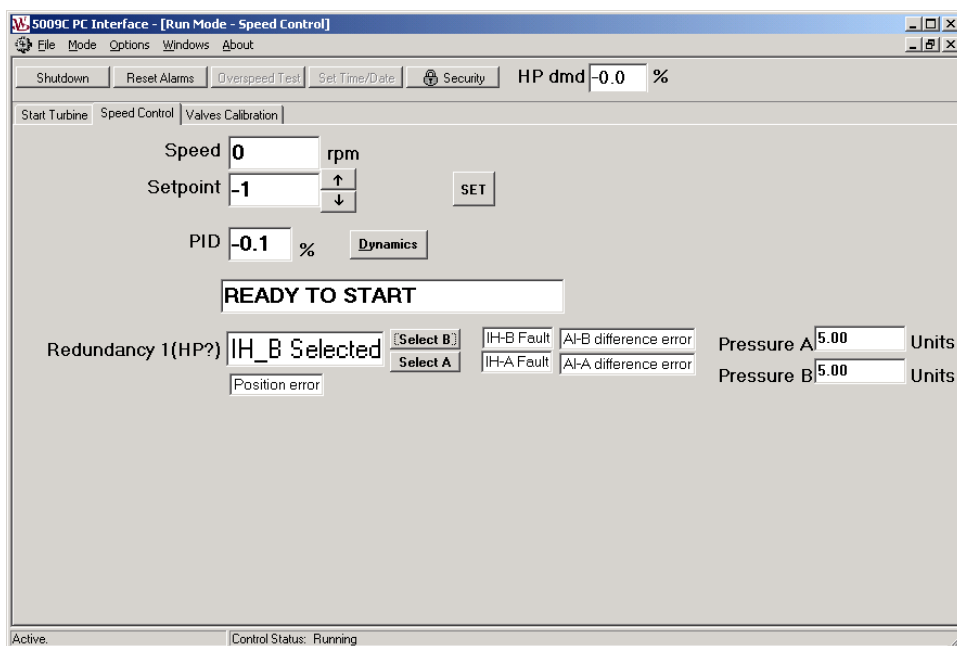 5009C PC Interface - [Run Mode - Speed Control]
File Mode Options Windows About
Shutdown Reset Alarms Overspeed Test Set Time/Date Security HP dmd -0.0 %
Start Turbine Speed Control Valves Calibration
Speed 0 rpm
Setpoint -1 SET
PID -0.1 % Dynamics
READY TO START
Redundancy 1(HP?) IH_B Selected Select B IH-B Fault AI-B difference error Pressure A 5.00 Units
Select A IH-A Fault AI-A difference error Pressure B 5.00 Units
Position error
Active. Control Status: Running